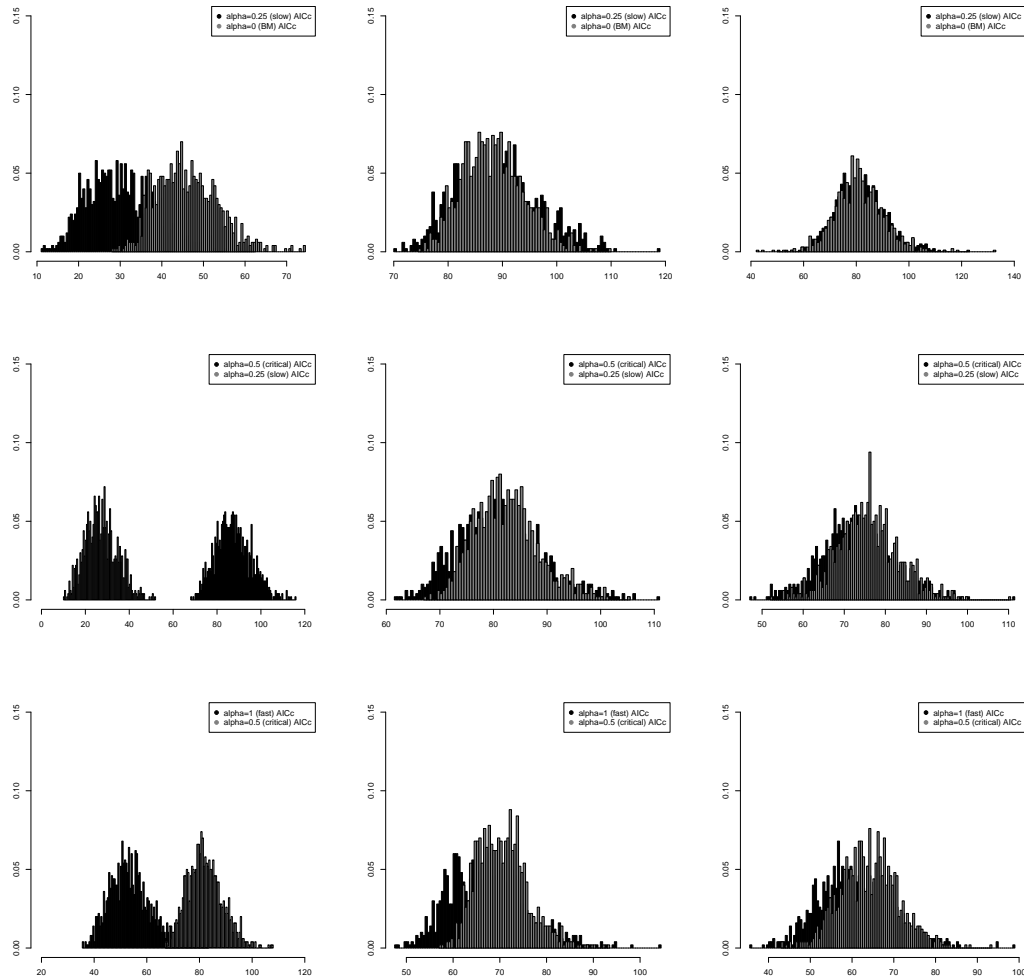 0.15
0.10
0.05
0.00
alpha=0.25 (slow) AICc
alpha=0 (BM) AICc
10 20 30 40 50 60 70
0.15
0.10
0.05
0.00
alpha=0.25 (slow) AICc
alpha=0 (BM) AICc
70 80 90 100 110 120
0.15
0.10
0.05
0.00
alpha=0.25 (slow) AICc
alpha=0 (BM) AICc
40 60 80 100 120 140
0.15
0.10
0.05
0.00
alpha=0.5 (critical) AICc
alpha=0.25 (slow) AICc
0 20 40 60 80 100 120
0.15
0.10
0.05
0.00
alpha=0.5 (critical) AICc
alpha=0.25 (slow) AICc
60 70 80 90 100 110
0.15
0.10
0.05
0.00
alpha=0.5 (critical) AICc
alpha=0.25 (slow) AICc
50 60 70 80 90 100 110
0.15
0.10
0.05
0.00
alpha=1 (fast) AICc
alpha=0.5 (critical) AICc
20 40 60 80 100 120
0.15
0.10
0.05
0.00
alpha=1 (fast) AICc
alpha=0.5 (critical) AICc
50 60 70 80 90 100
0.15
0.10
0.05
0.00
alpha=1 (fast) AICc
alpha=0.5 (critical) AICc
40 50 60 70 80 90 100